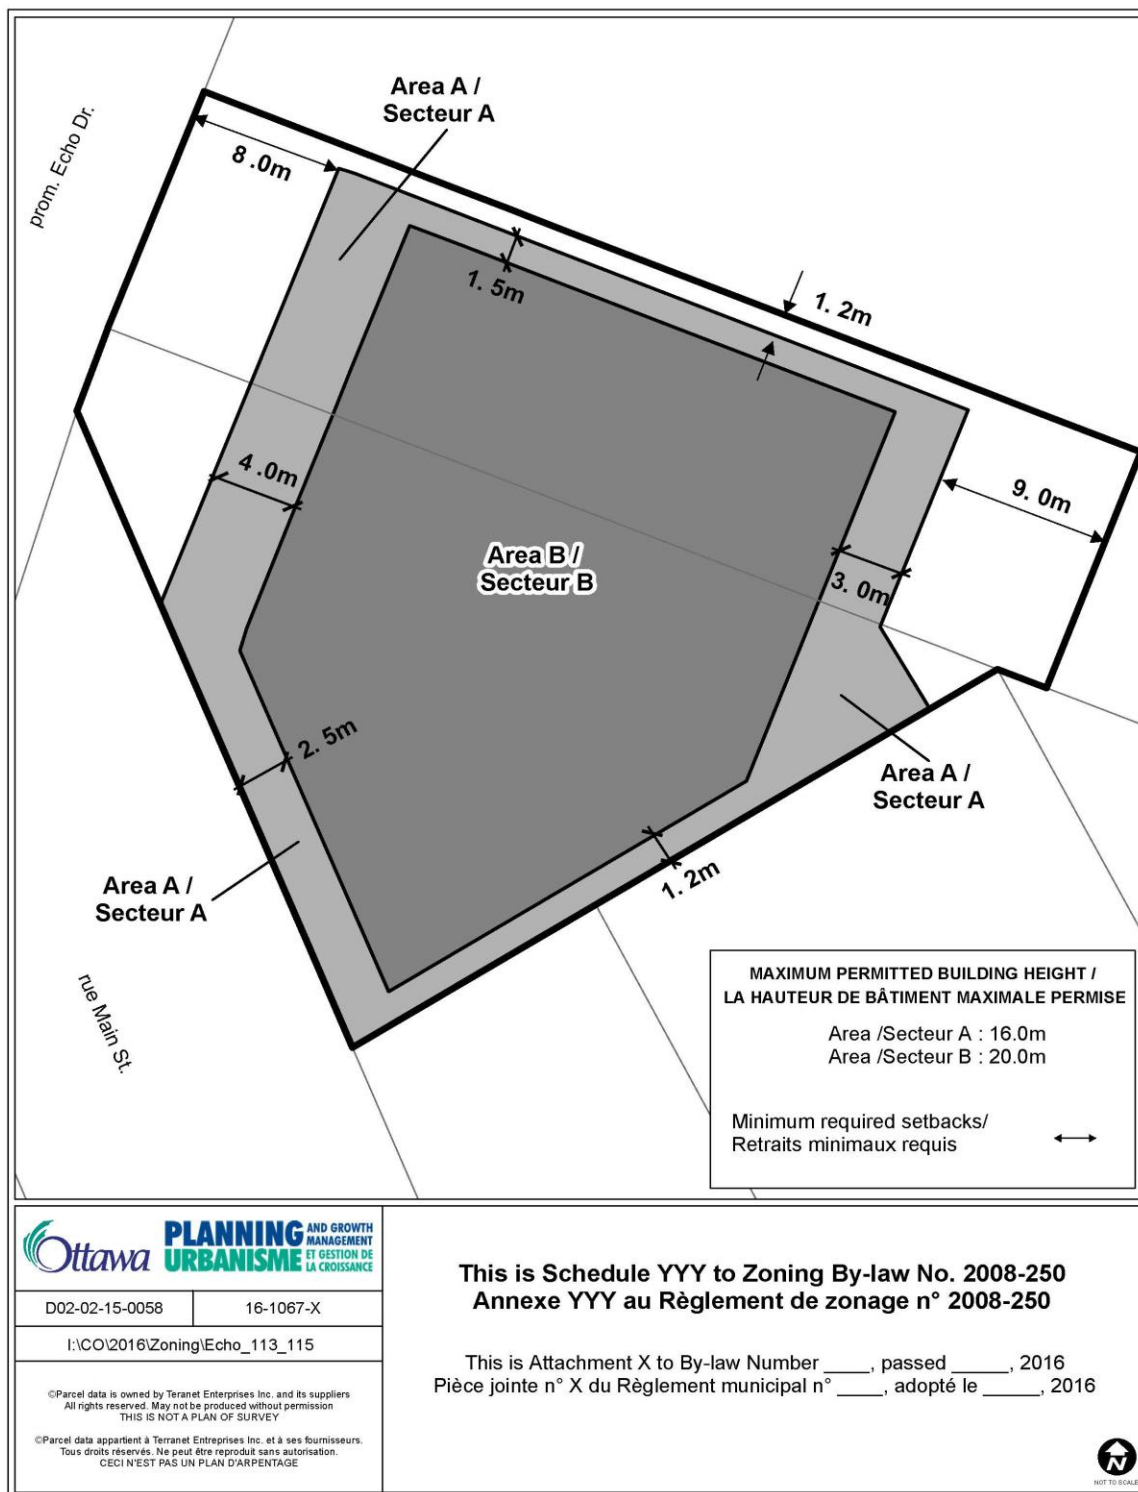 Area A /
Secteur A
prom. Echo Dr.
8 .0m
1. 5m
1. 2m
4 .0m
9. 0m
Area B /
Secteur B
3. 0m
2. 5m
Area A /
Secteur A
1. 2m
Area A /
Secteur A
rue Main St.
MAXIMUM PERMITTED BUILDING HEIGHT /
LA HAUTEUR DE BÂTIMENT MAXIMALE PERMISE
Area /Secteur A : 16.0m
Area /Secteur B : 20.0m
Minimum required setbacks/
Retraits minimaux requis
Ottawa
PLANNING AND GROWTH MANAGEMENT
URBANISME ET GESTION DE LA CROISSANCE
D02-02-15-0058 16-1067-X
I:\CO\2016\Zoning\Echo_113_115
©Parcel data is owned by Teranet Enterprises Inc. and its suppliers
All rights reserved. May not be produced without permission
THIS IS NOT A PLAN OF SURVEY
©Parcel data appartient à Terranet Entreprises Inc. et à ses fournisseurs.
Tous droits réservés. Ne peut être reproduit sans autorisation.
CECI N'EST PAS UN PLAN D'ARPENTAGE
This is Schedule YYY to Zoning By-law No. 2008-250
Annexe YYY au Règlement de zonage n° 2008-250
This is Attachment X to By-law Number ____, passed _____, 2016
Pièce jointe n° X du Règlement municipal n° ____, adopté le _____, 2016
N
NOT TO SCALE